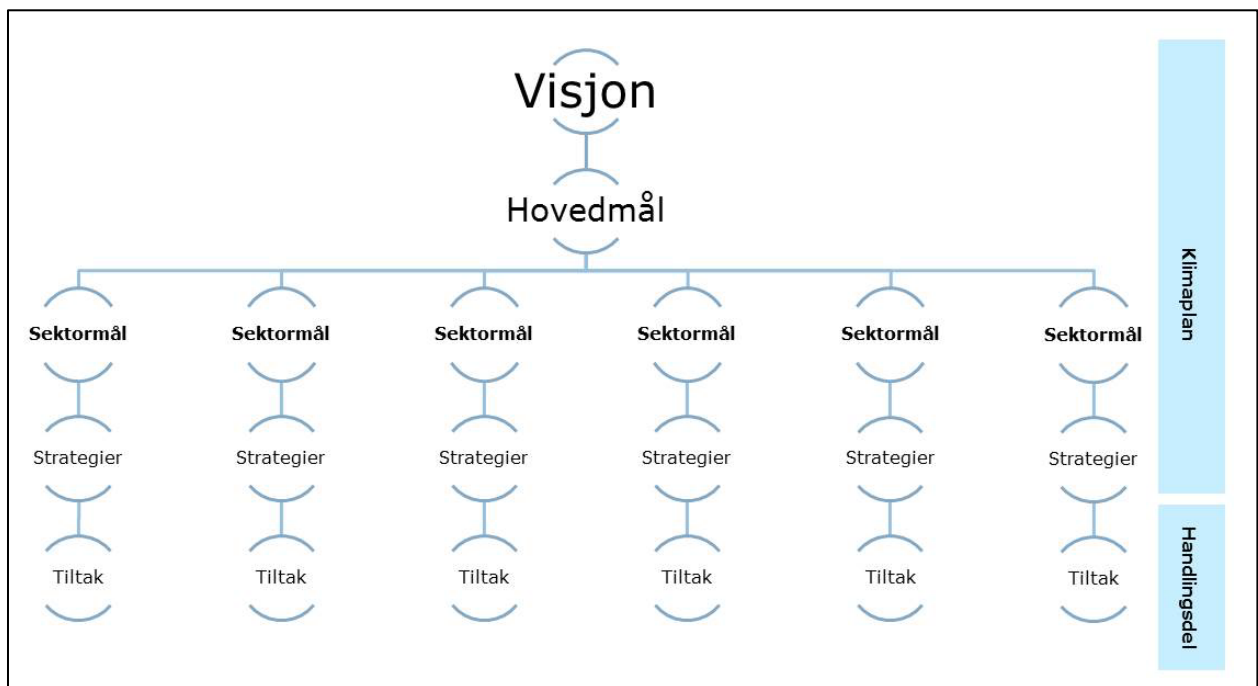 Visjon
Hovedmål
Sektormål Sektormål Sektormål Sektormål Sektormål Sektormål
Strategier Strategier Strategier Strategier Strategier Strategier
Tiltak Tiltak Tiltak Tiltak Tiltak Tiltak
Klimaplan
Handlingsdel